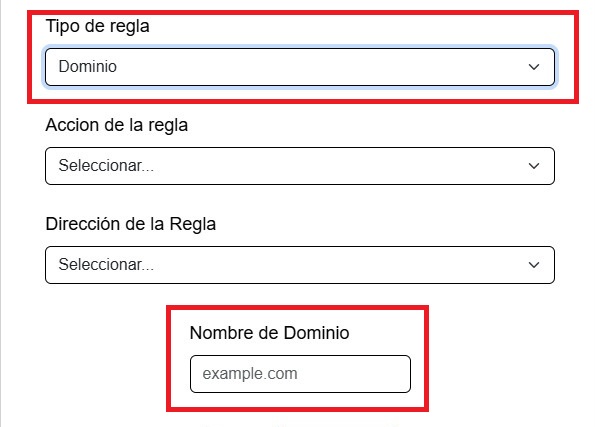 Tipo de regla
Dominio
Accion de la regla
Seleccionar...
Dirección de la Regla
Seleccionar...
Nombre de Dominio
example.com